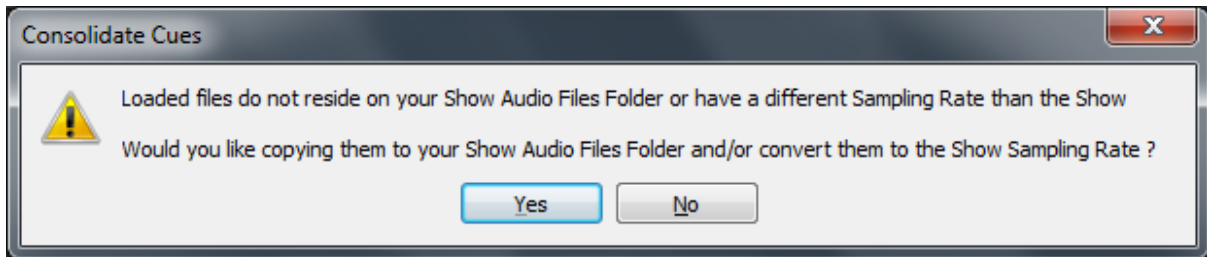 Consolidate Cues
Loaded files do not reside on your Show Audio Files Folder or have a different Sampling Rate than the Show
Would you like copying them to your Show Audio Files Folder and/or convert them to the Show Sampling Rate ?
Yes
No